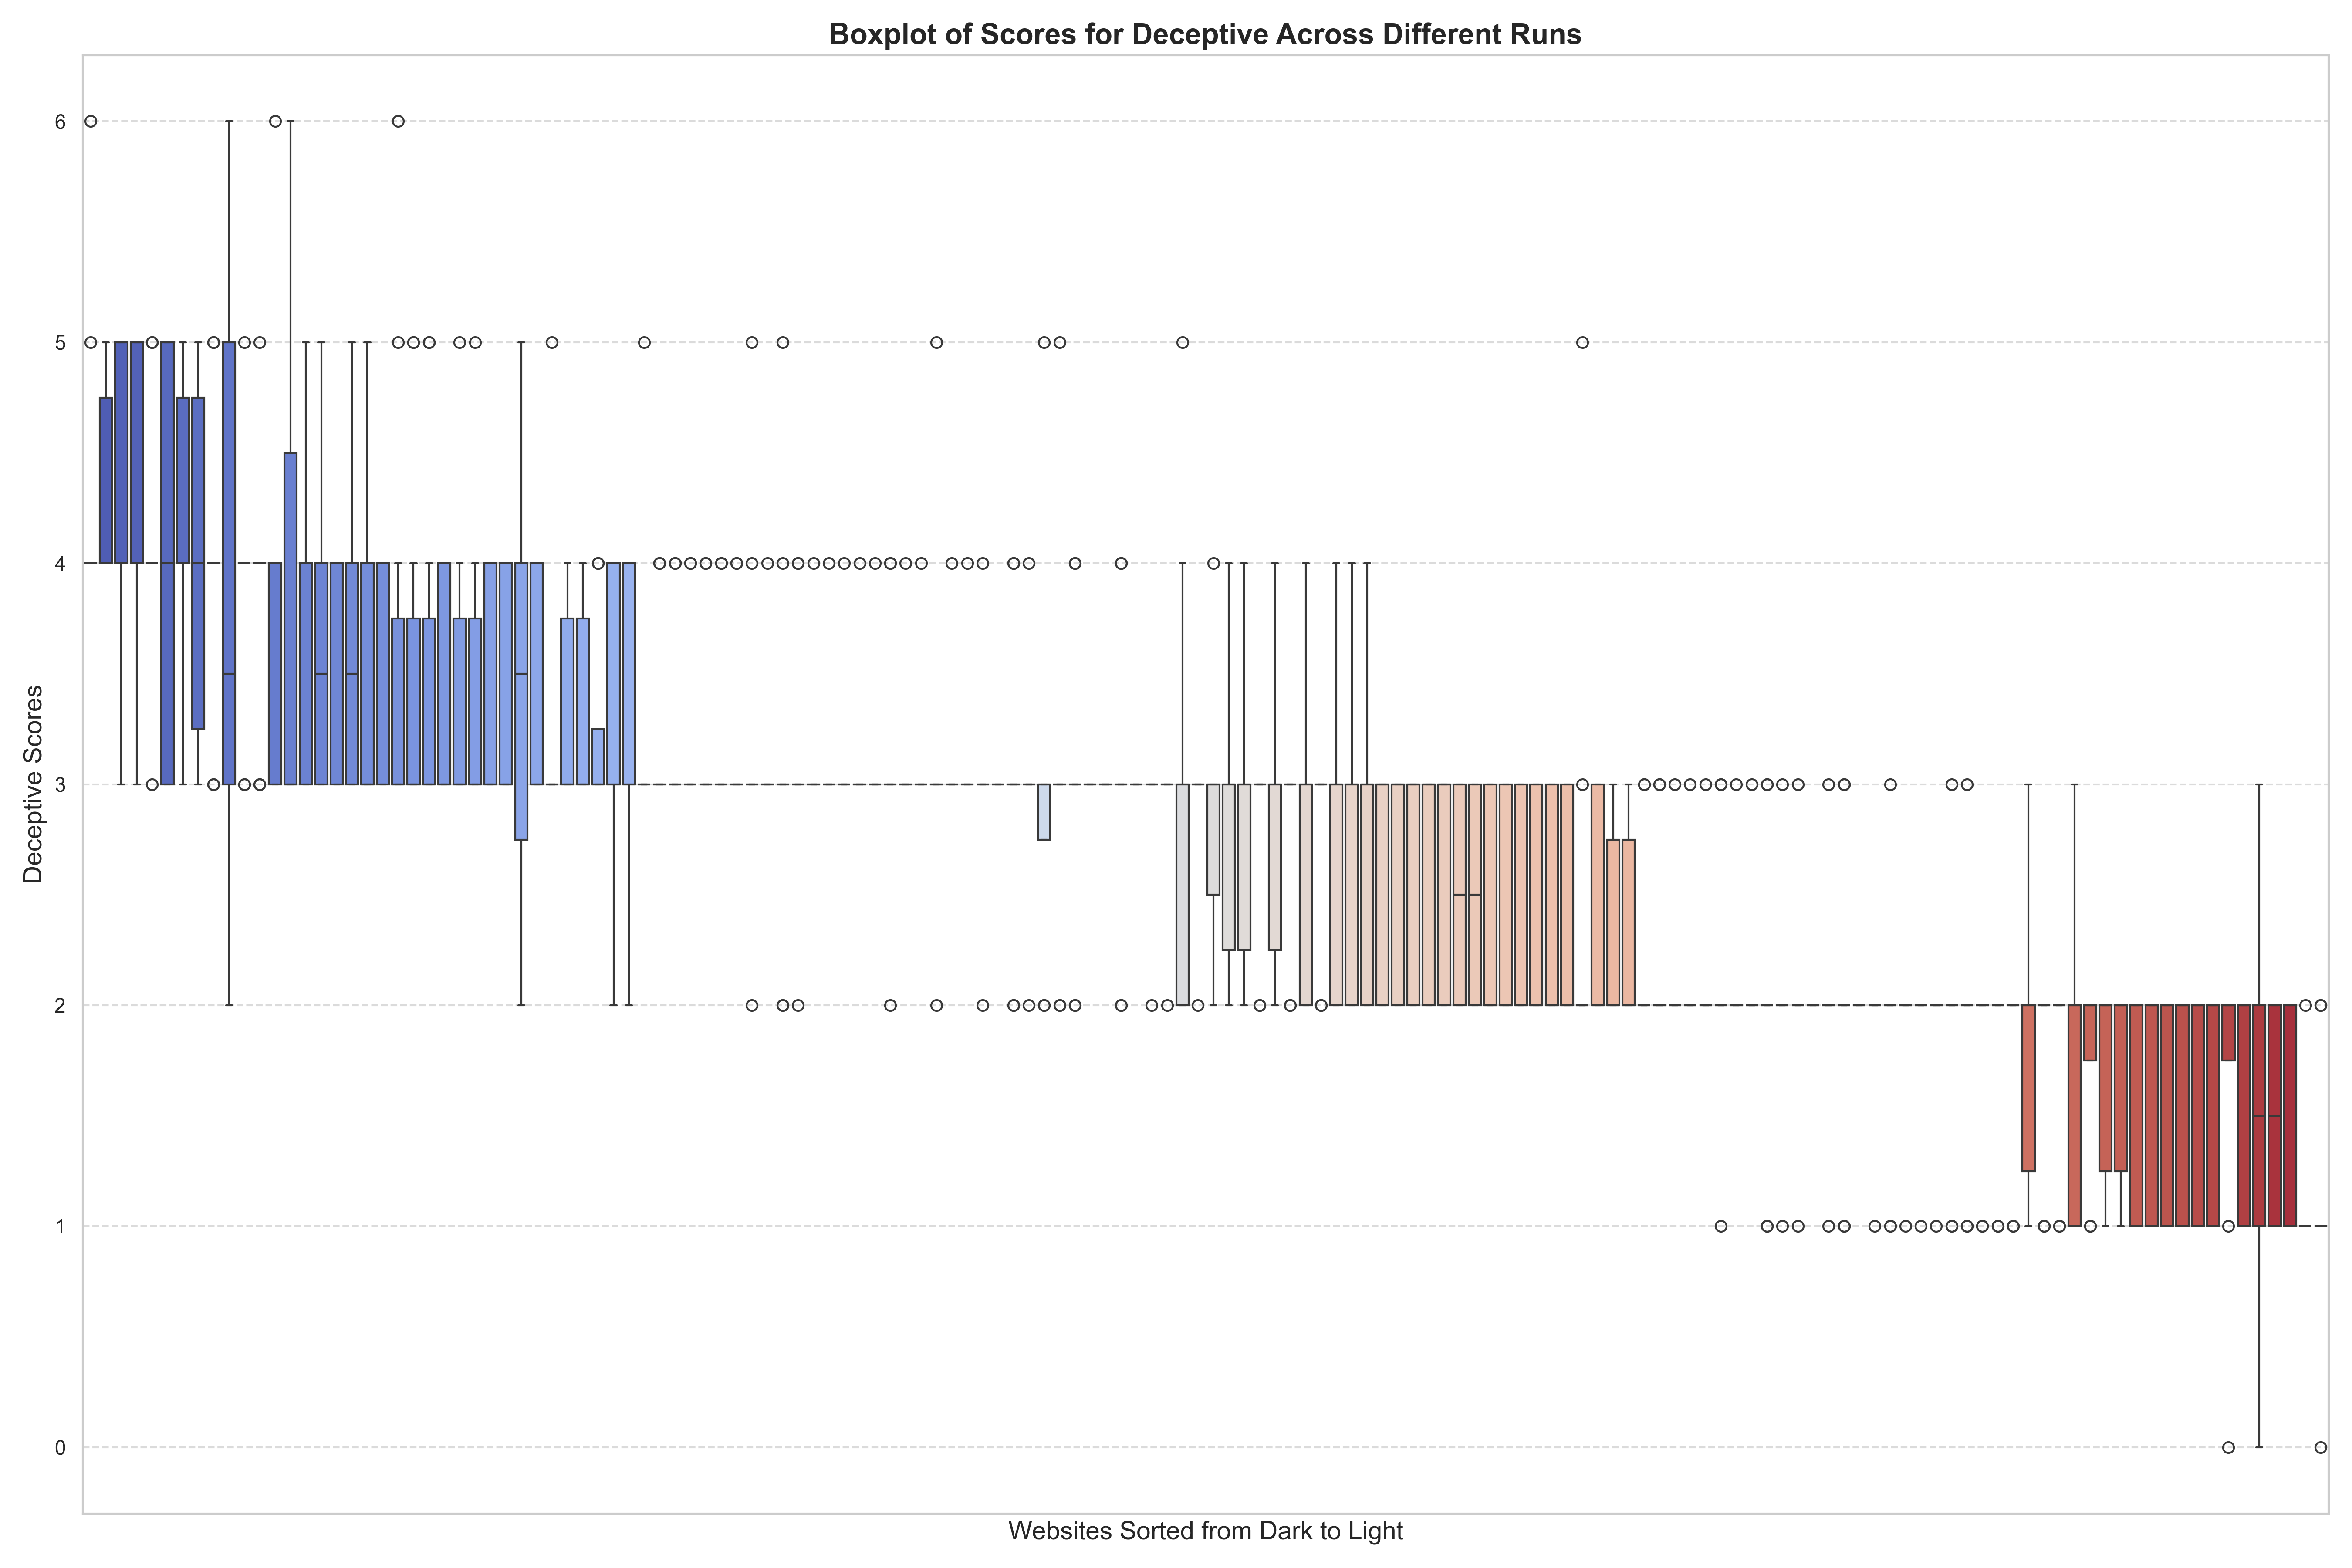 Boxplot of Scores for Deceptive Across Different Runs
Deceptive Scores
6
5
4
3
2
1
0
Websites Sorted from Dark to Light